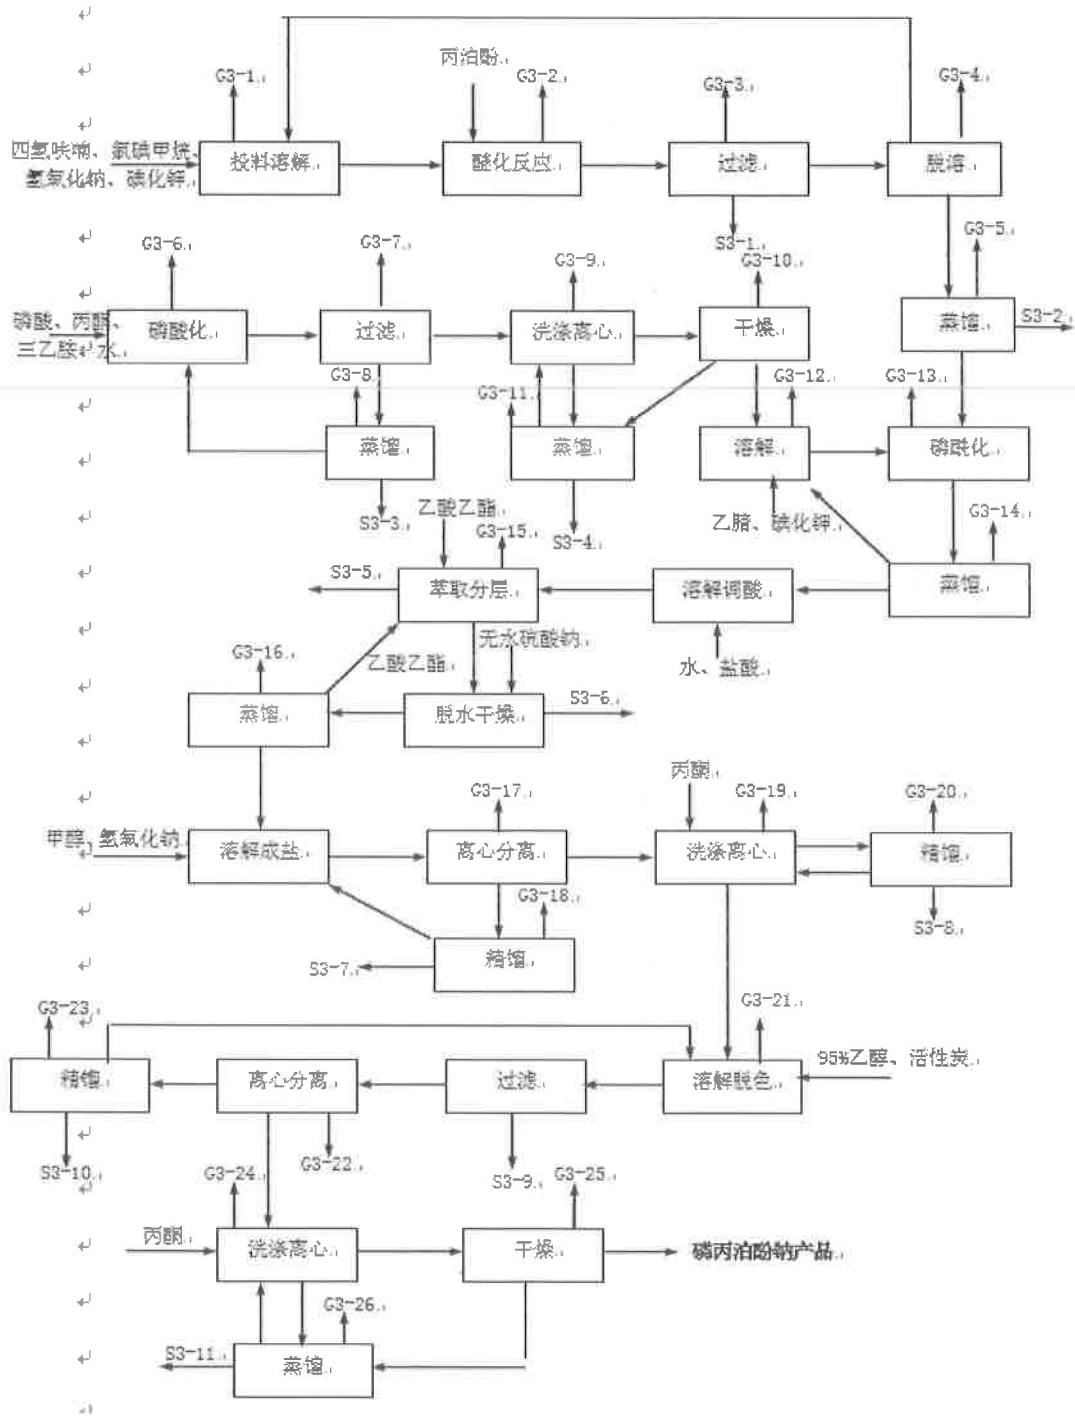 丙泊酚
G3-1
G3-2
G3-3
G3-4
四氢呋喃、氯碘甲烷、
氢氧化钠、碘化钾
投料溶解
醚化反应
过滤
脱溶
S3-1
G3-5
G3-6
G3-7
G3-9
G3-10
磷酸、丙酮、
三乙胺 水
磷酸化
过滤
洗涤离心
干燥
蒸馏
S3-2
G3-8
G3-11
G3-12
G3-13
蒸馏
蒸馏
溶解
磷酰化
S3-3
乙酸乙酯
G3-15
S3-4
乙腈、碘化钾
G3-14
S3-5
萃取分层
溶解调酸
蒸馏
G3-16
乙酸乙酯
无水硫酸钠
水、盐酸
蒸馏
脱水干燥
S3-6
丙酮
G3-17
G3-19
G3-20
甲醇、氢氧化钠
溶解成盐
离心分离
洗涤离心
精馏
G3-18
S3-8
S3-7
精馏
G3-23
G3-21
95%乙醇、活性炭
精馏
离心分离
过滤
溶解脱色
S3-10
G3-24
G3-22
S3-9
G3-25
丙酮
洗涤离心
干燥
磷丙泊酚钠产品
G3-26
S3-11
蒸馏